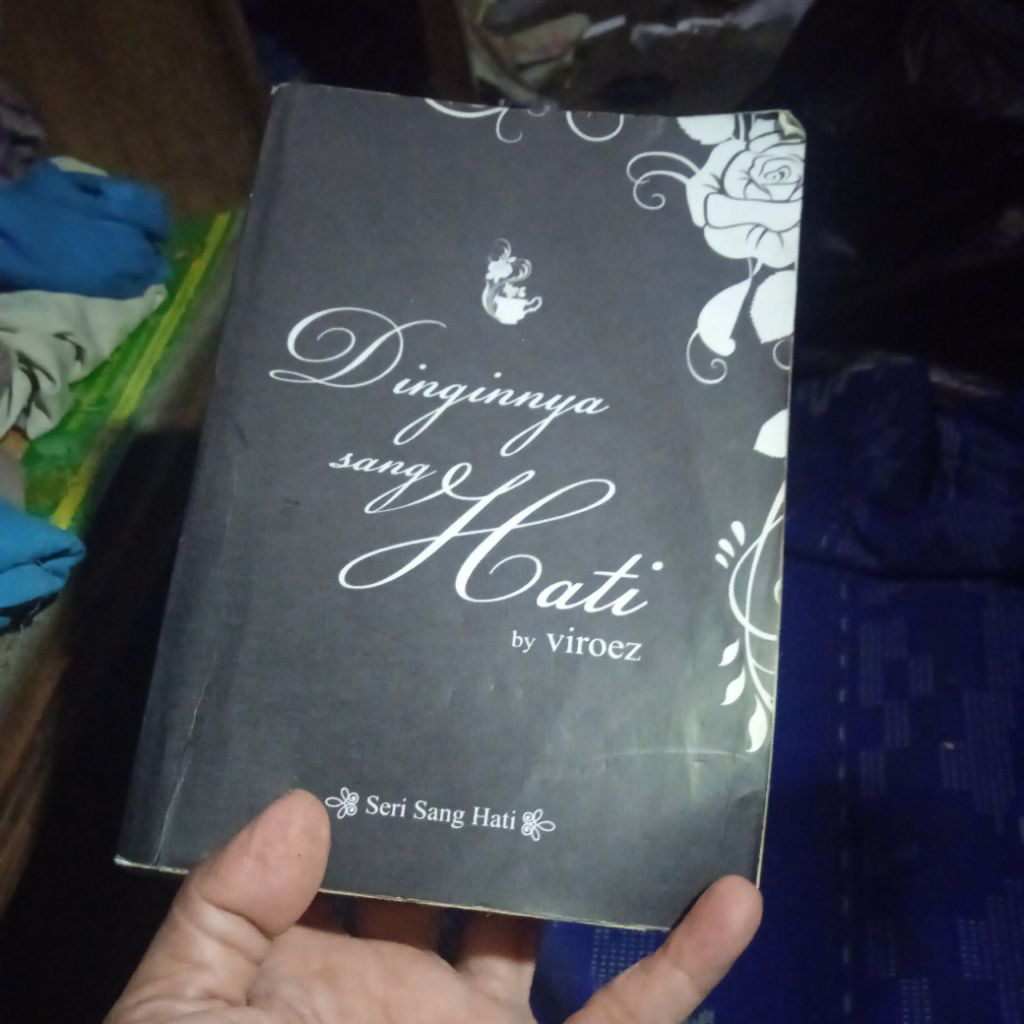 Dinginnya
sang Hati
by viroez
Seri Sang Hati